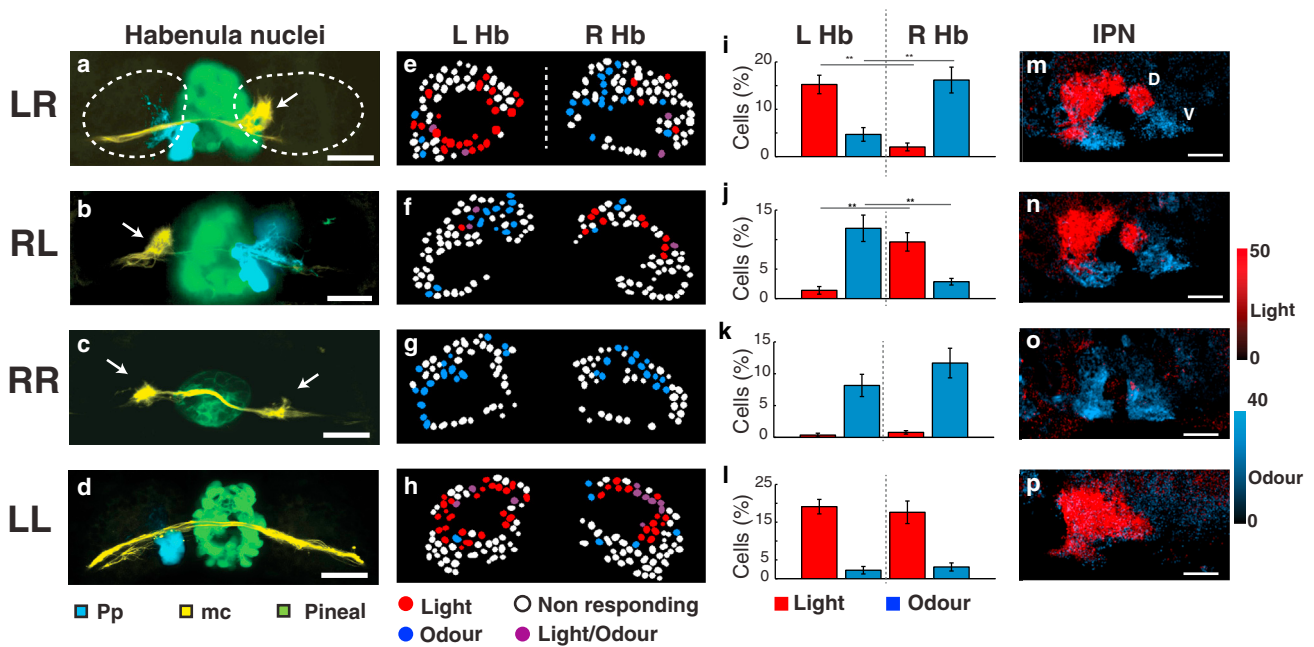 Habenula nuclei
L Hb R Hb
i L Hb R Hb
IPN
LR
a
e
20
10
0
Cells (%)
**
**
m
D
V
RL
b
f
j
15
10
5
0
Cells (%)
**
**
n
50
Light
0
RR
c
g
k
15
10
5
0
Cells (%)
o
40
Odour
0
LL
d
h
l
25
15
5
0
Cells (%)
p
Pp mc Pineal
Light Non responding
Odour Light/Odour
Light Odour